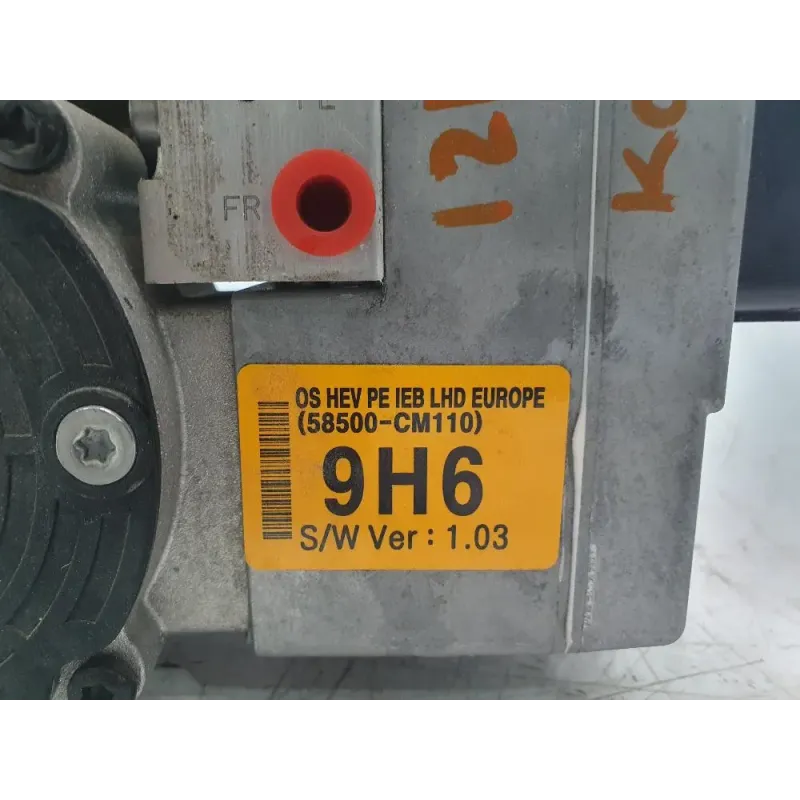 FR
OS HEV PE IEB LHD EUROPE
(58500-CM110)
9H6
S/W Ver : 1.03